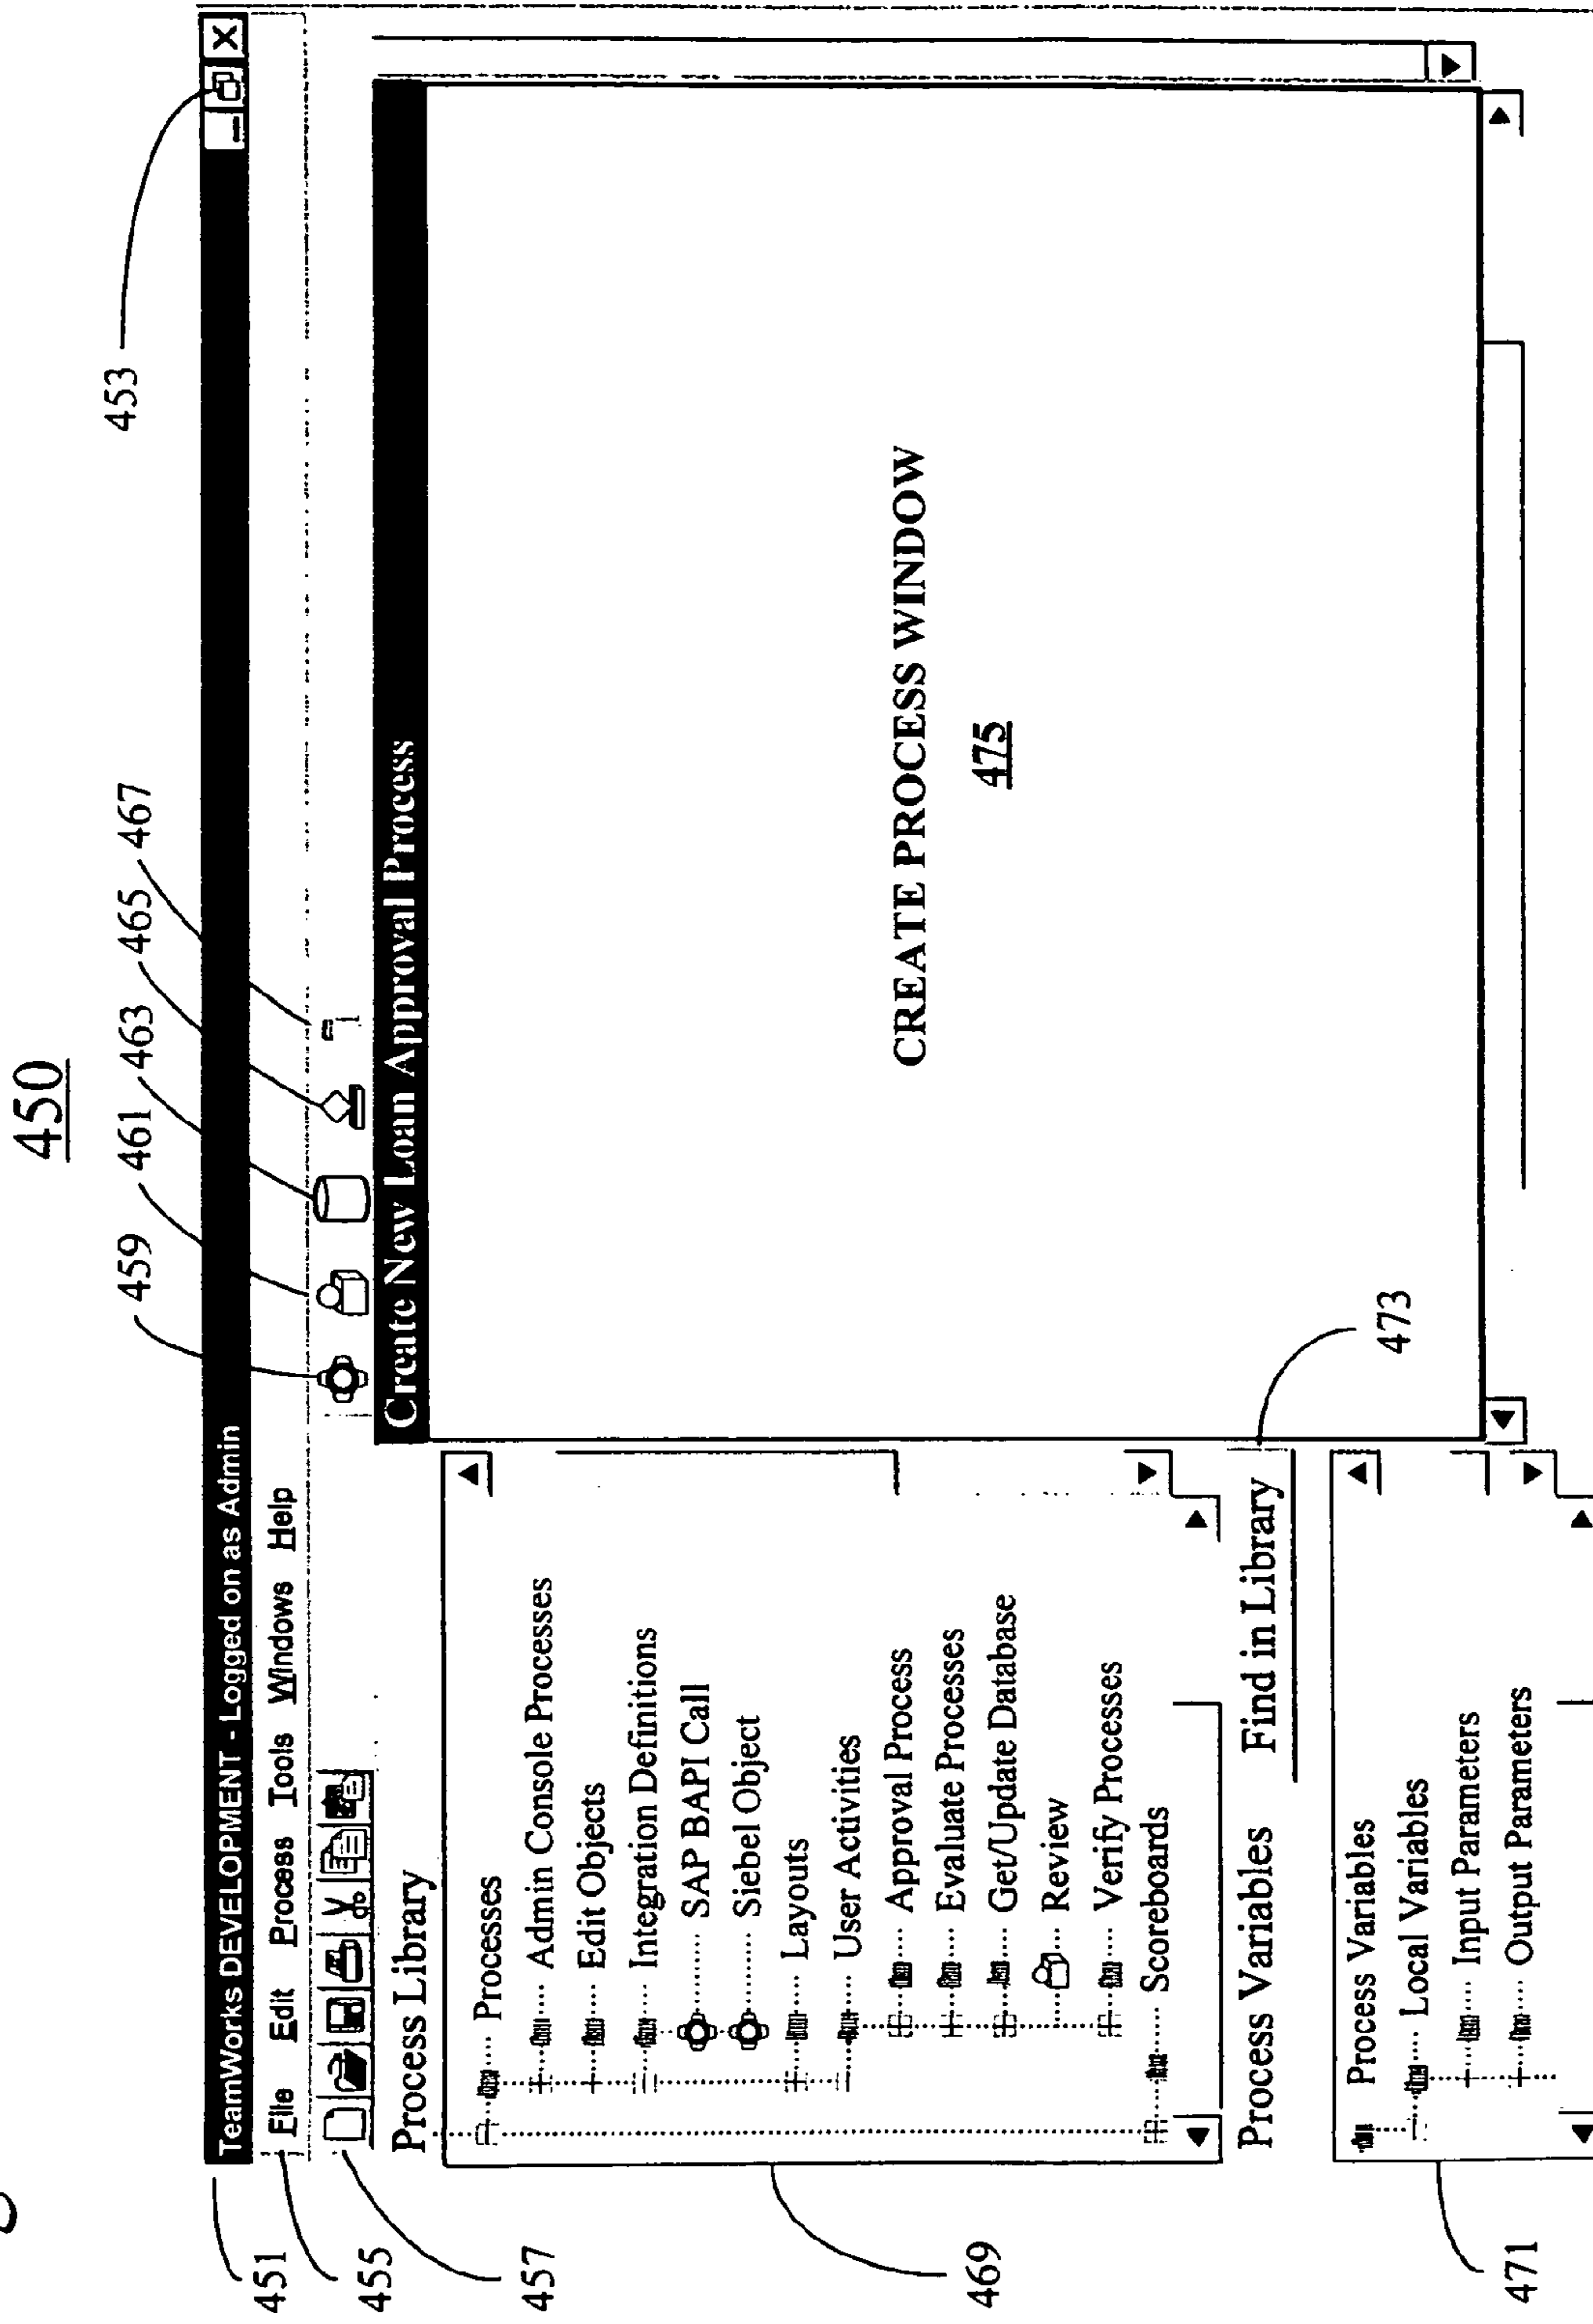 450
453
459 461 463 465 467
451
TeamWorks DEVELOPMENT - Logged on as Admin
455
File Edit Process Tools Windows Help
457
Process Library
Create New Loan Approval Process
469
Processes
Admin Console Processes
Edit Objects
Integration Definitions
SAP BAPI Call
Siebel Object
Layouts
User Activities
Approval Process
Evaluate Processes
Get/Update Database
Review
Verify Processes
Scoreboards
CREATE PROCESS WINDOW
475
Process Variables Find in Library
473
471
Process Variables
Local Variables
Input Parameters
Output Parameters